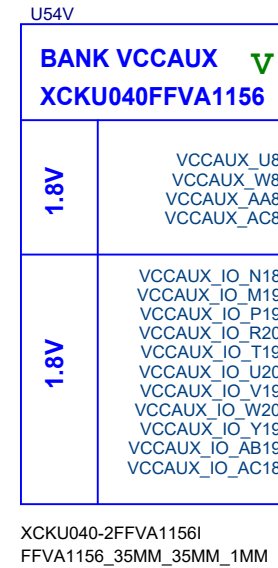 U54V
BANK VCCAUX V
XCKU040FFVA1156
1.8V
VCCAUX_U8
VCCAUX_W8
VCCAUX_AA8
VCCAUX_AC8
1.8V
VCCAUX_IO_N18
VCCAUX_IO_M19
VCCAUX_IO_P19
VCCAUX_IO_R20
VCCAUX_IO_T19
VCCAUX_IO_U20
VCCAUX_IO_V19
VCCAUX_IO_W20
VCCAUX_IO_Y19
VCCAUX_IO_AB19
VCCAUX_IO_AC18
XCKU040-2FFVA1156I
FFVA1156_35MM_35MM_1MM